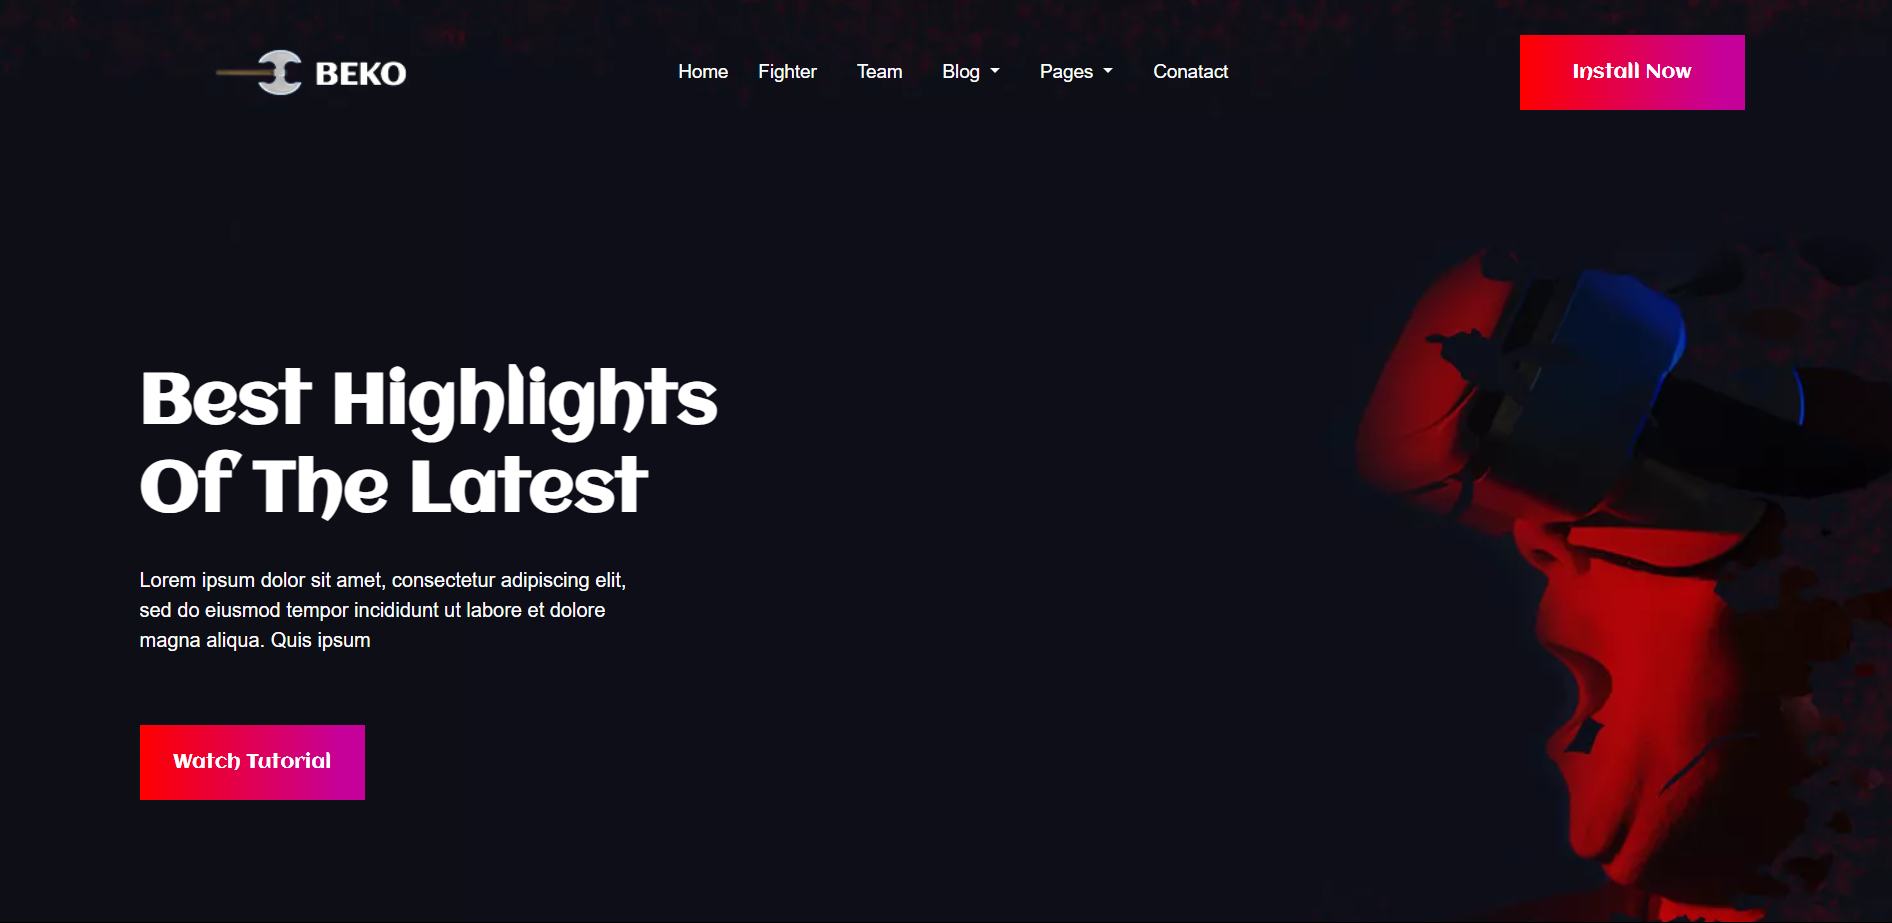 BEKO
Home Fighter Team Blog Pages Conatact
Install Now
Best Highlights
Of The Latest
Lorem ipsum dolor sit amet, consectetur adipiscing elit,
sed do eiusmod tempor incididunt ut labore et dolore
magna aliqua. Quis ipsum
Watch Tutorial